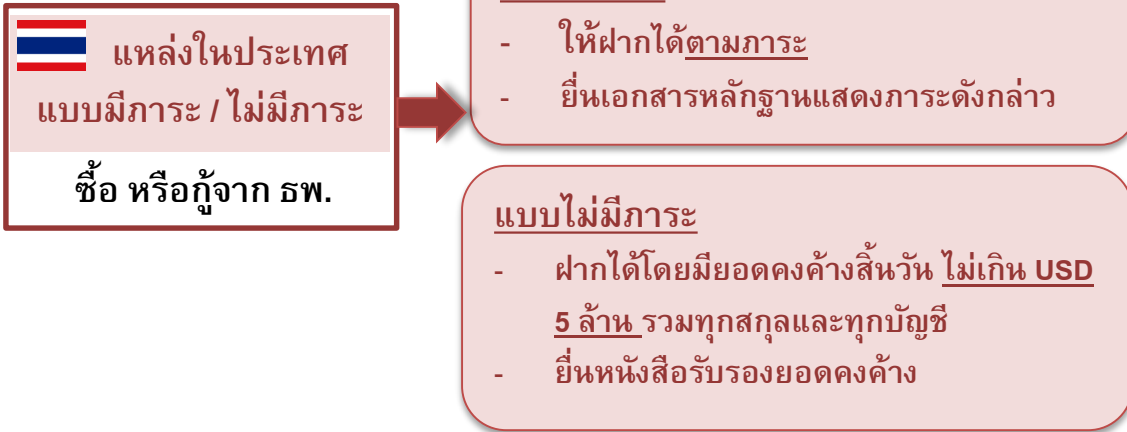 แหล่งในประเทศ
แบบมีภาระ / ไม่มีภาระ
ซื้อ หรือกู้จาก ธพ.
- ให้ฝากได้ตามภาระ
- ยื่นเอกสารหลักฐานแสดงภาระดังกล่าว
แบบไม่มีภาระ
- ฝากได้โดยมียอดคงค้างสิ้นวัน ไม่เกิน USD
5 ล้าน รวมทุกสกุลและทุกบัญชี
- ยื่นหนังสือรับรองยอดคงค้าง